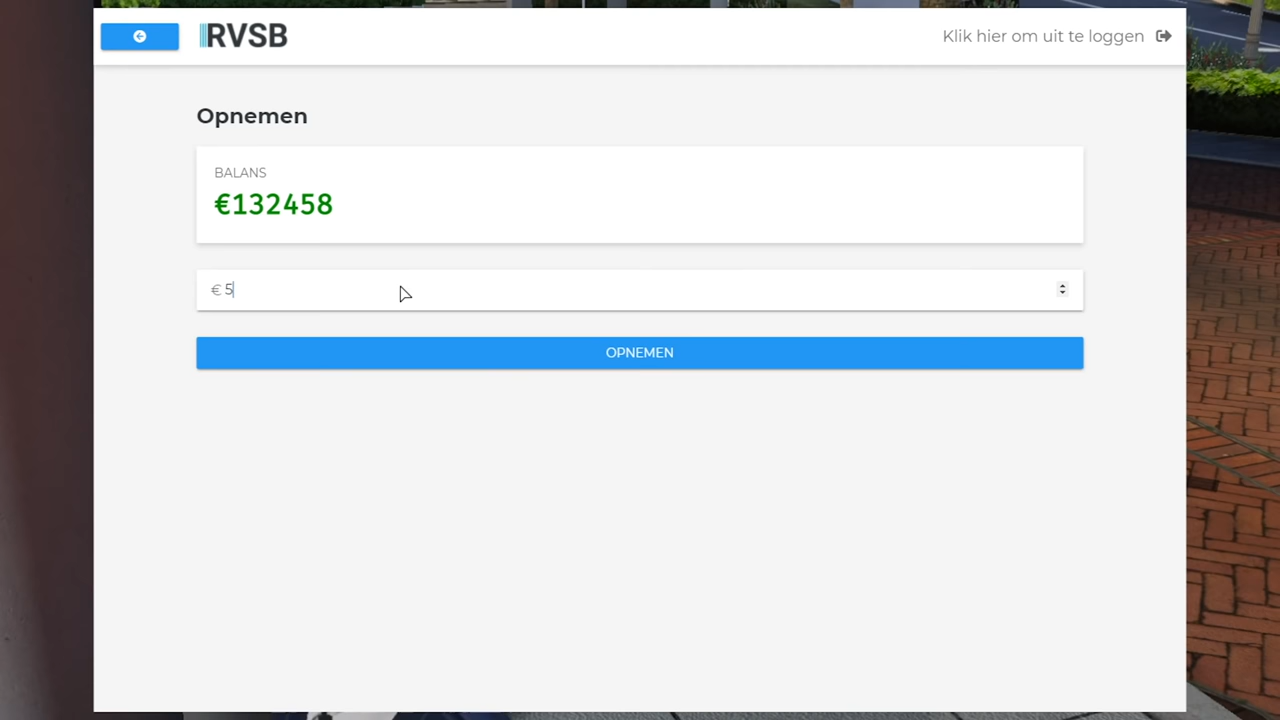 RVSB
Klik hier om uit te loggen
Opnemen
BALANS
€132458
€ 5
OPNEMEN